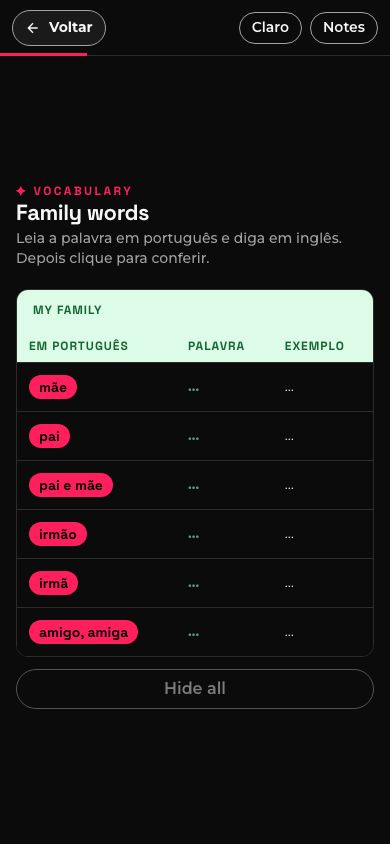 Voltar
Claro
Notes
VOCABULARY
Family words
Leia a palavra em português e diga em inglês.
Depois clique para conferir.
MY FAMILY
EM PORTUGUÊS PALAVRA EXEMPLO
mãe ... ...
pai ... ...
pai e mãe ... ...
irmão ... ...
irmã ... ...
amigo, amiga ... ...
Hide all